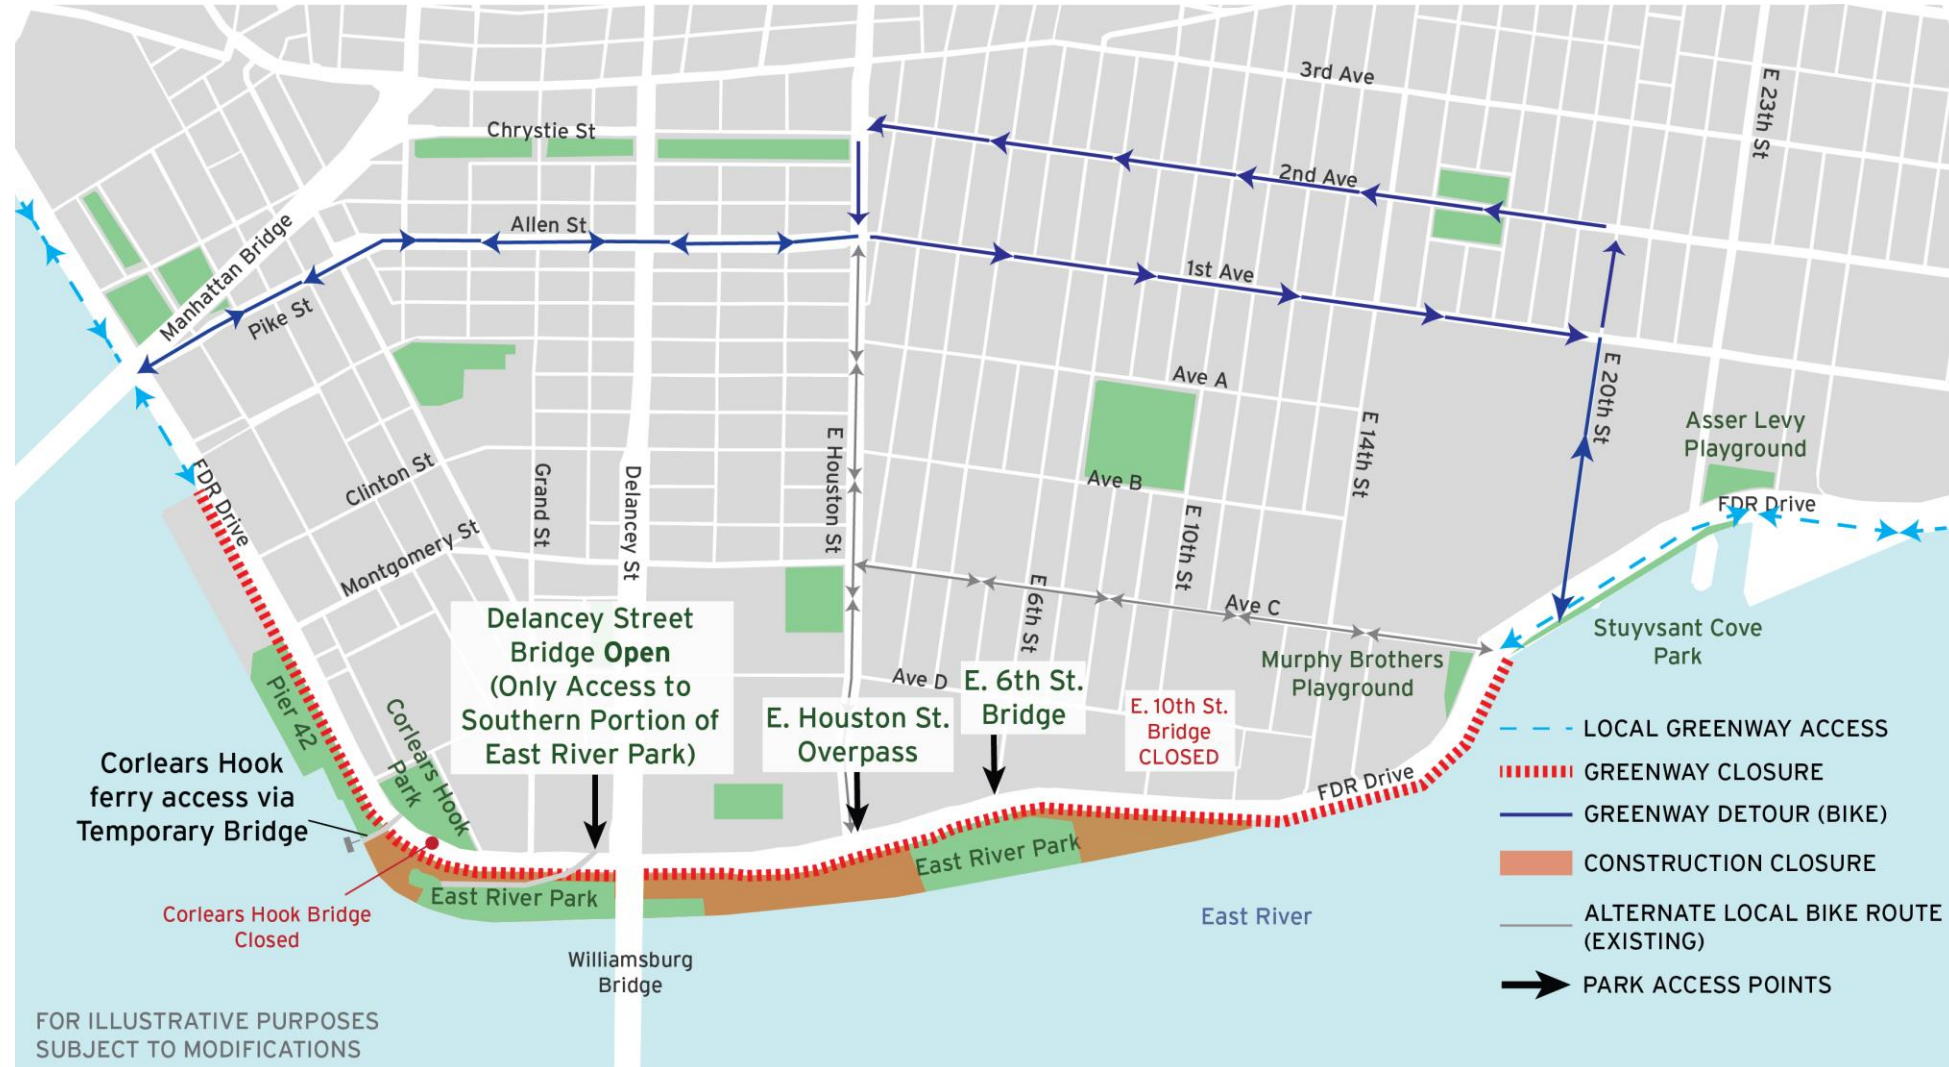 3rd Ave
E 23th St
Chrystie St
2nd Ave
Allen St
Manhattan Bridge
1st Ave
Pike St
E 20th St
Ave A
Asser Levy
Playground
E 14th St
E Houston St
Clinton St
Grand St
Delancey St
Ave B
FDR Drive
FDR Drive
E 10th St
Montgomery St
E 6th St
Ave C
Delancey Street
Bridge Open
(Only Access to
Southern Portion of
East River Park)
Stuyvsant Cove
Park
Murphy Brothers
Playground
Ave D
E. 6th St.
Bridge
E. 10th St.
Bridge
CLOSED
E. Houston St.
Overpass
Pier 42
Corlears Hook
Park
Corlears Hook
ferry access via
Temporary Bridge
FDR Drive
East River Park
East River Park
Corlears Hook Bridge
Closed
East River
Williamsburg
Bridge
LOCAL GREENWAY ACCESS
GREENWAY CLOSURE
GREENWAY DETOUR (BIKE)
CONSTRUCTION CLOSURE
ALTERNATE LOCAL BIKE ROUTE
(EXISTING)
PARK ACCESS POINTS
FOR ILLUSTRATIVE PURPOSES
SUBJECT TO MODIFICATIONS